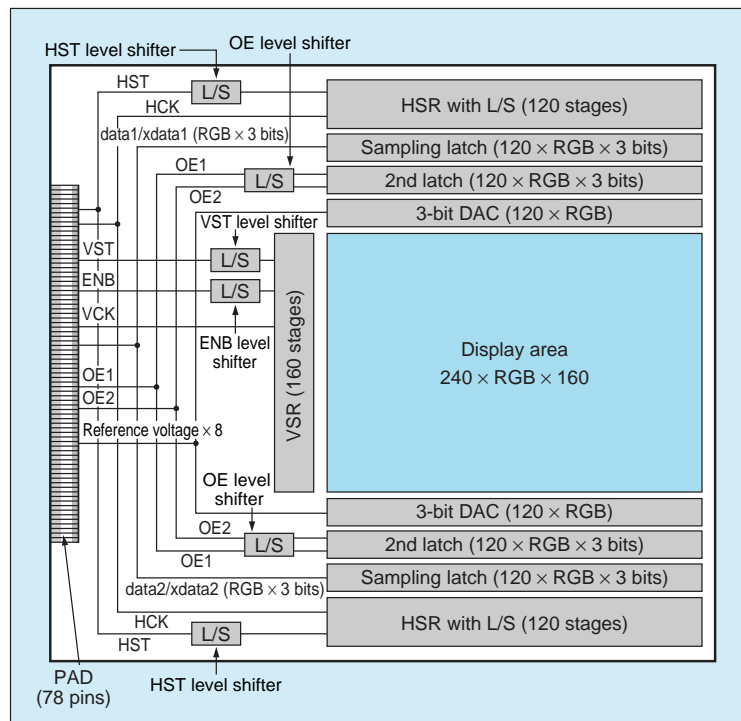 HST level shifter
OE level shifter
HST
L/S
HSR with L/S (120 stages)
HCK
data1/xdata1 (RGB × 3 bits)
Sampling latch (120 × RGB × 3 bits)
OE1
L/S
2nd latch (120 × RGB × 3 bits)
OE2
3-bit DAC (120 × RGB)
VST level shifter
VST
L/S
ENB
L/S
VCK
ENB level
shifter
VSR (160 stages)
Display area
240 × RGB × 160
OE1
OE2
Reference voltage × 8
OE level
shifter
3-bit DAC (120 × RGB)
OE2
L/S
2nd latch (120 × RGB × 3 bits)
OE1
Sampling latch (120 × RGB × 3 bits)
data2/xdata2 (RGB × 3 bits)
HCK
L/S
HSR with L/S (120 stages)
HST
PAD
(78 pins)
HST level shifter